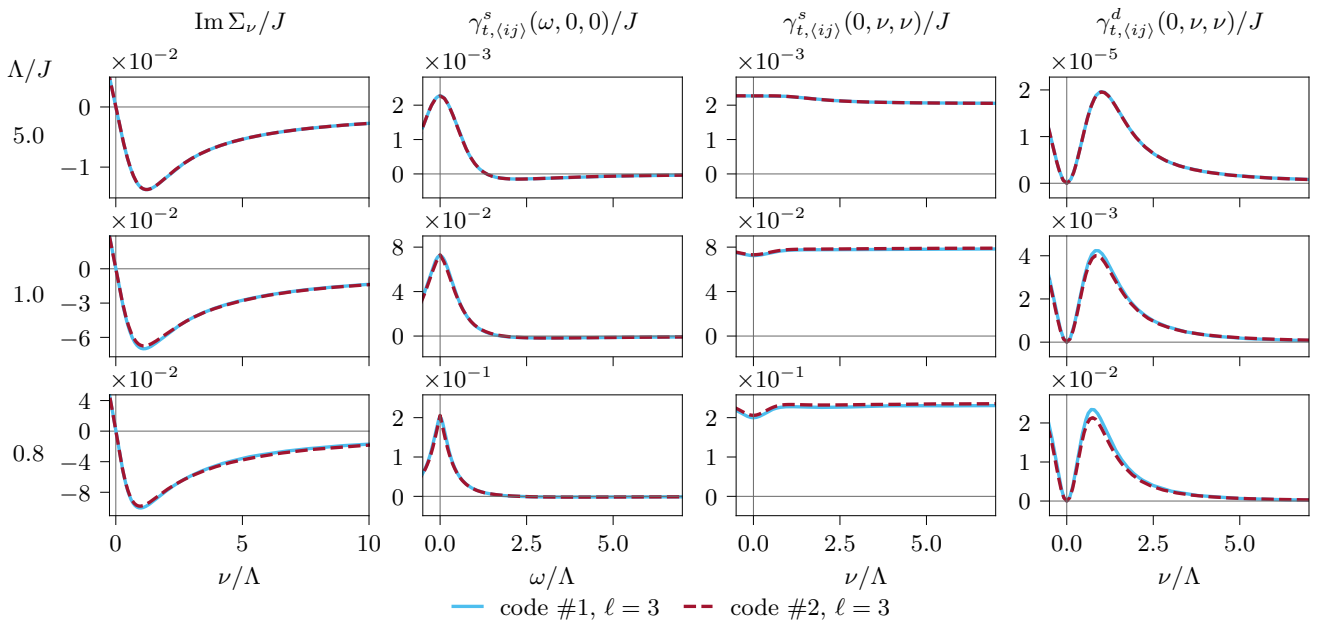 Im Σ_ν/J γ^s_{t,⟨ij⟩}(ω, 0, 0)/J γ^s_{t,⟨ij⟩}(0, ν, ν)/J γ^d_{t,⟨ij⟩}(0, ν, ν)/J
Λ/J ×10^{−2} ×10^{−3} ×10^{−3} ×10^{−5}
2 2 2
0
5.0 1 1 1
−1 0 0 0
×10^{−2} ×10^{−2} ×10^{−2} ×10^{−3}
8 8 4
0
1.0 −3 4 4 2
−6 0 0 0
×10^{−2} ×10^{−1} ×10^{−1} ×10^{−2}
4 2 2 2
0
0.8 −4 1 1 1
−8 0 0 0
0 5 10 0.0 2.5 5.0 0.0 2.5 5.0 0.0 2.5 5.0
ν/Λ ω/Λ ν/Λ ν/Λ
code #1, ℓ = 3 code #2, ℓ = 3